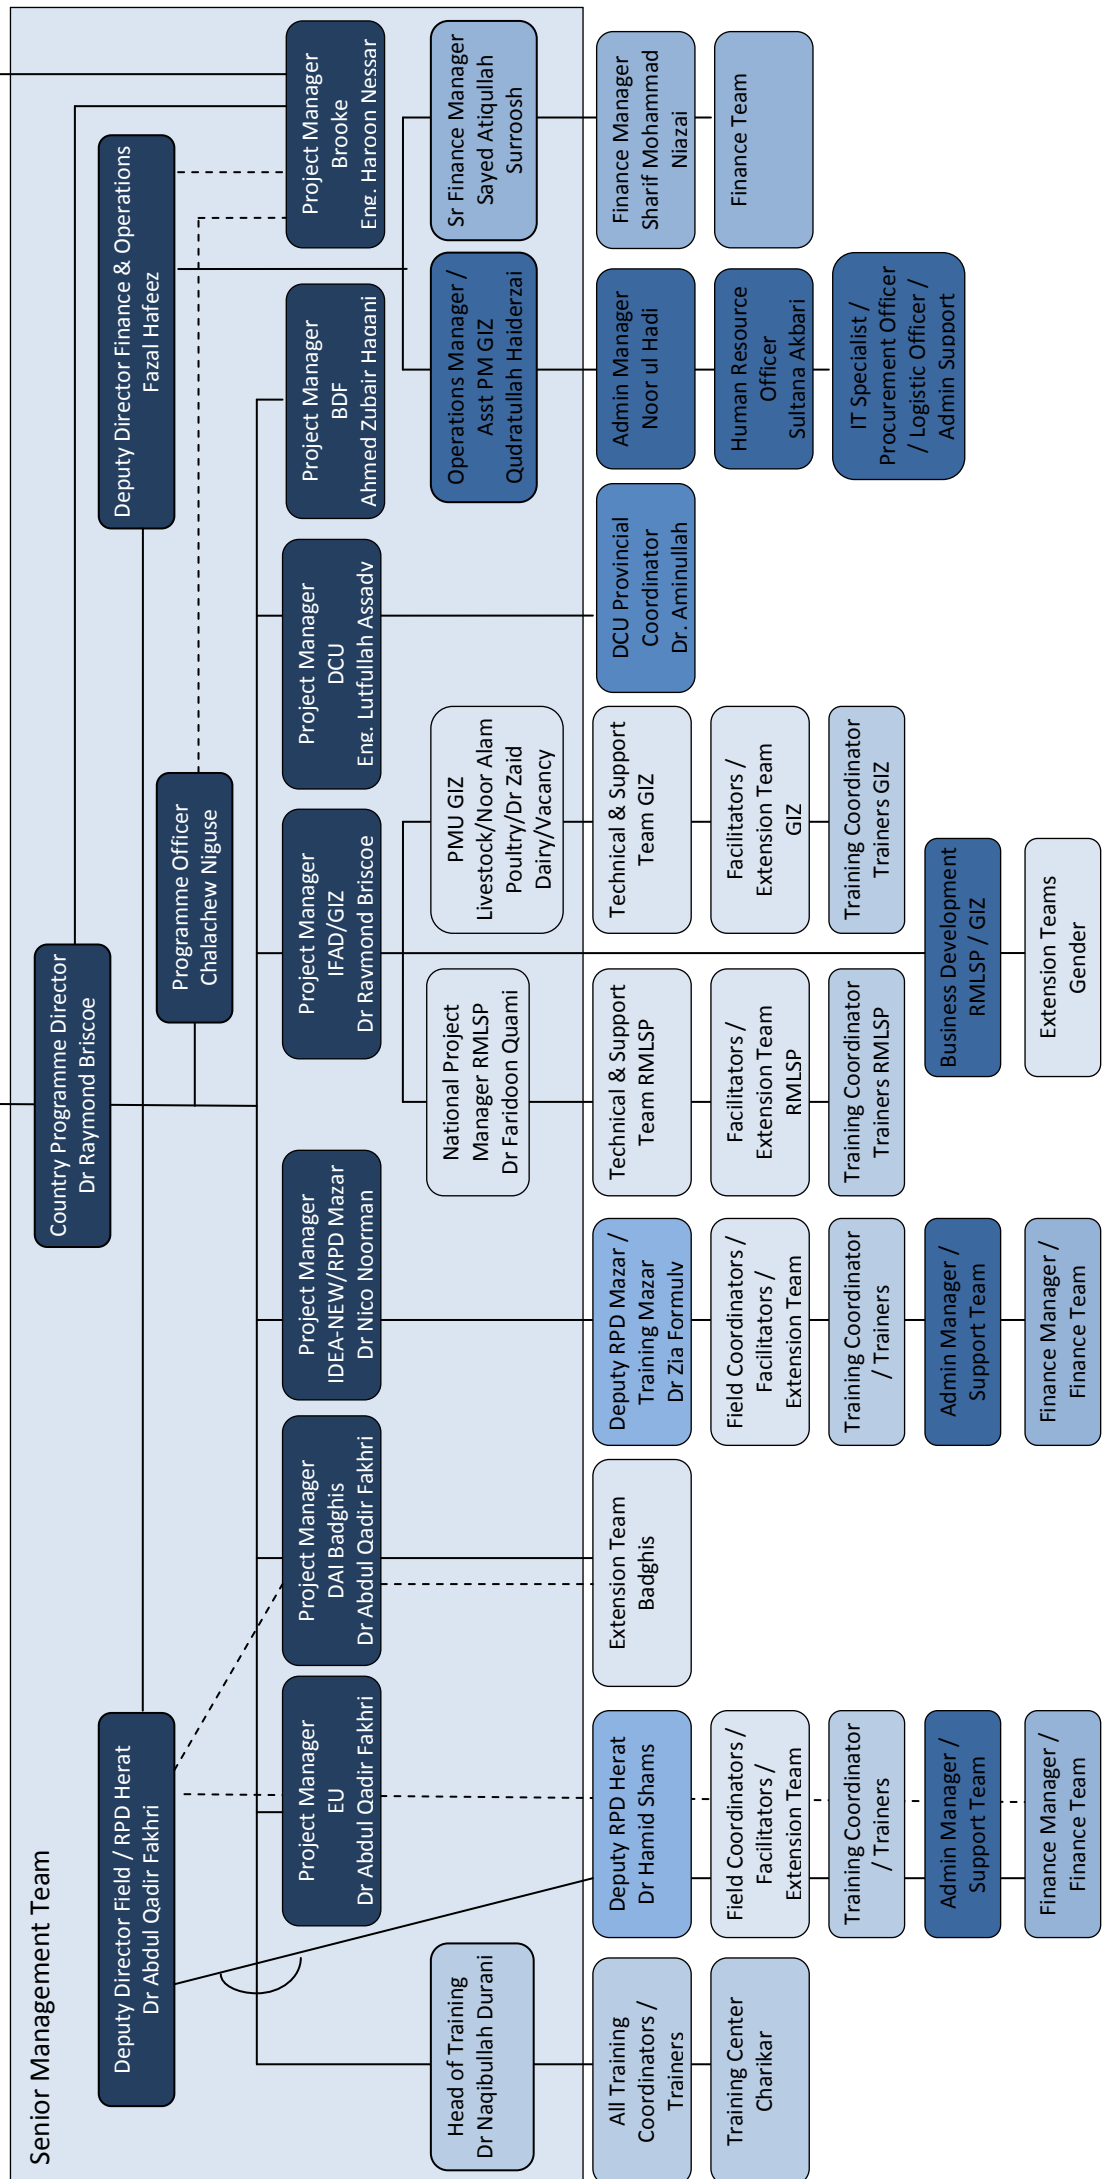 Senior Management Team
Country Programme Director
Dr Raymond Briscoe
Deputy Director Field / RPD Herat
Dr Abdul Qadir Fakhri
Deputy Director Finance & Operations
Fazal Hafeez
Programme Officer
Chalachew Niguse
Project Manager
EU
Dr Abdul Qadir Fakhri
Project Manager
DAI Badghis
Dr Abdul Qadir Fakhri
Project Manager
IDEA-NEW/RPD Mazar
Dr Nico Noorman
Project Manager
IFAD/GIZ
Dr Raymond Briscoe
Project Manager
DCU
Eng. Lutfullah Assady
Project Manager
BDF
Ahmed Zubair Haqani
Project Manager
Brooke
Eng. Haroon Nessar
Head of Training
Dr Naqibullah Durani
National Project
Manager RMLSP
Dr Faridoon Quami
PMU GIZ
Livestock/Noor Alam
Poultry/Dr Zaid
Dairy/Vacancy
Operations Manager /
Asst PM GIZ
Qudratullah Haiderzai
Sr Finance Manager
Sayed Atiqullah
Surroosh
All Training
Coordinators /
Trainers
Deputy RPD Herat
Dr Hamid Shams
Extension Team
Badghis
Deputy RPD Mazar /
Training Mazar
Dr Zia Formuly
Technical & Support
Team RMLSP
Technical & Support
Team GIZ
DCU Provincial
Coordinator
Dr. Aminullah
Admin Manager
Noor ul Hadi
Finance Manager
Sharif Mohammad
Niazai
Training Center
Charikar
Field Coordinators /
Facilitators /
Extension Team
Field Coordinators /
Facilitators /
Extension Team
Facilitators /
Extension Team
RMLSP
Facilitators /
Extension Team
GIZ
Human Resource
Officer
Sultana Akbari
Finance Team
Training Coordinator
/ Trainers
Training Coordinator
/ Trainers
Training Coordinator
Trainers RMLSP
Training Coordinator
Trainers GIZ
IT Specialist /
Procurement Officer
/ Logistic Officer /
Admin Support
Admin Manager /
Support Team
Admin Manager /
Support Team
Business Development
RMLSP / GIZ
Finance Manager /
Finance Team
Finance Manager /
Finance Team
Extension Teams
Gender